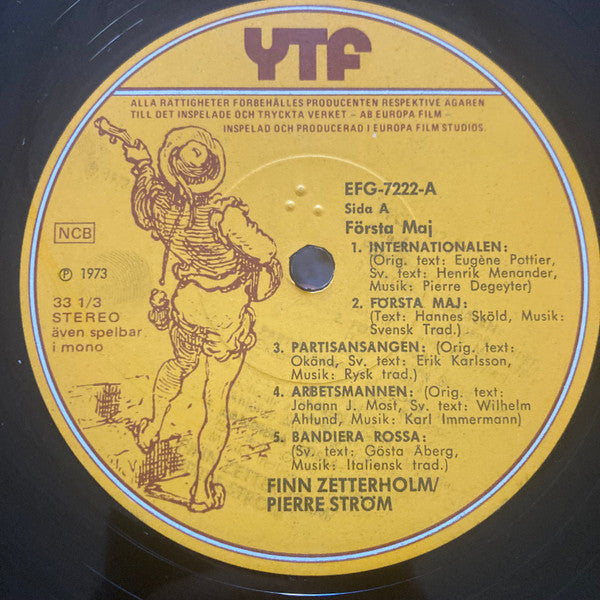 YTF
ALLA RÄTTIGHETER FÖRBEHÅLLES PRODUCENTEN RESPEKTIVE ÄGAREN
TILL DET INSPELADE OCH TRYCKTA VERKET – AB EUROPA FILM –
INSPELAD OCH PRODUCERAD I EUROPA FILM STUDIOS.
EFG-7222-A
Sida A
Första Maj
NCB
℗ 1973
33 1/3
STEREO
även spelbar
i mono
1. INTERNATIONALEN:
(Orig. text: Eugène Pottier,
Sv. text: Henrik Menander,
Musik: Pierre Degeyter)
2. FÖRSTA MAJ:
(Text: Hannes Sköld, Musik:
Svensk Trad.)
3. PARTISANSANGEN: (Orig. text:
Okänd, Sv. text: Erik Karlsson,
Musik: Rysk trad.)
4. ARBETSMANNEN: (Orig. text:
Johann J. Most, Sv. text: Wilhelm
Ahlund, Musik: Karl Immermann)
5. BANDIERA ROSSA:
(Sv. text: Gösta Åberg,
Musik: Italiensk trad.)
FINN ZETTERHOLM/
PIERRE STRÖM